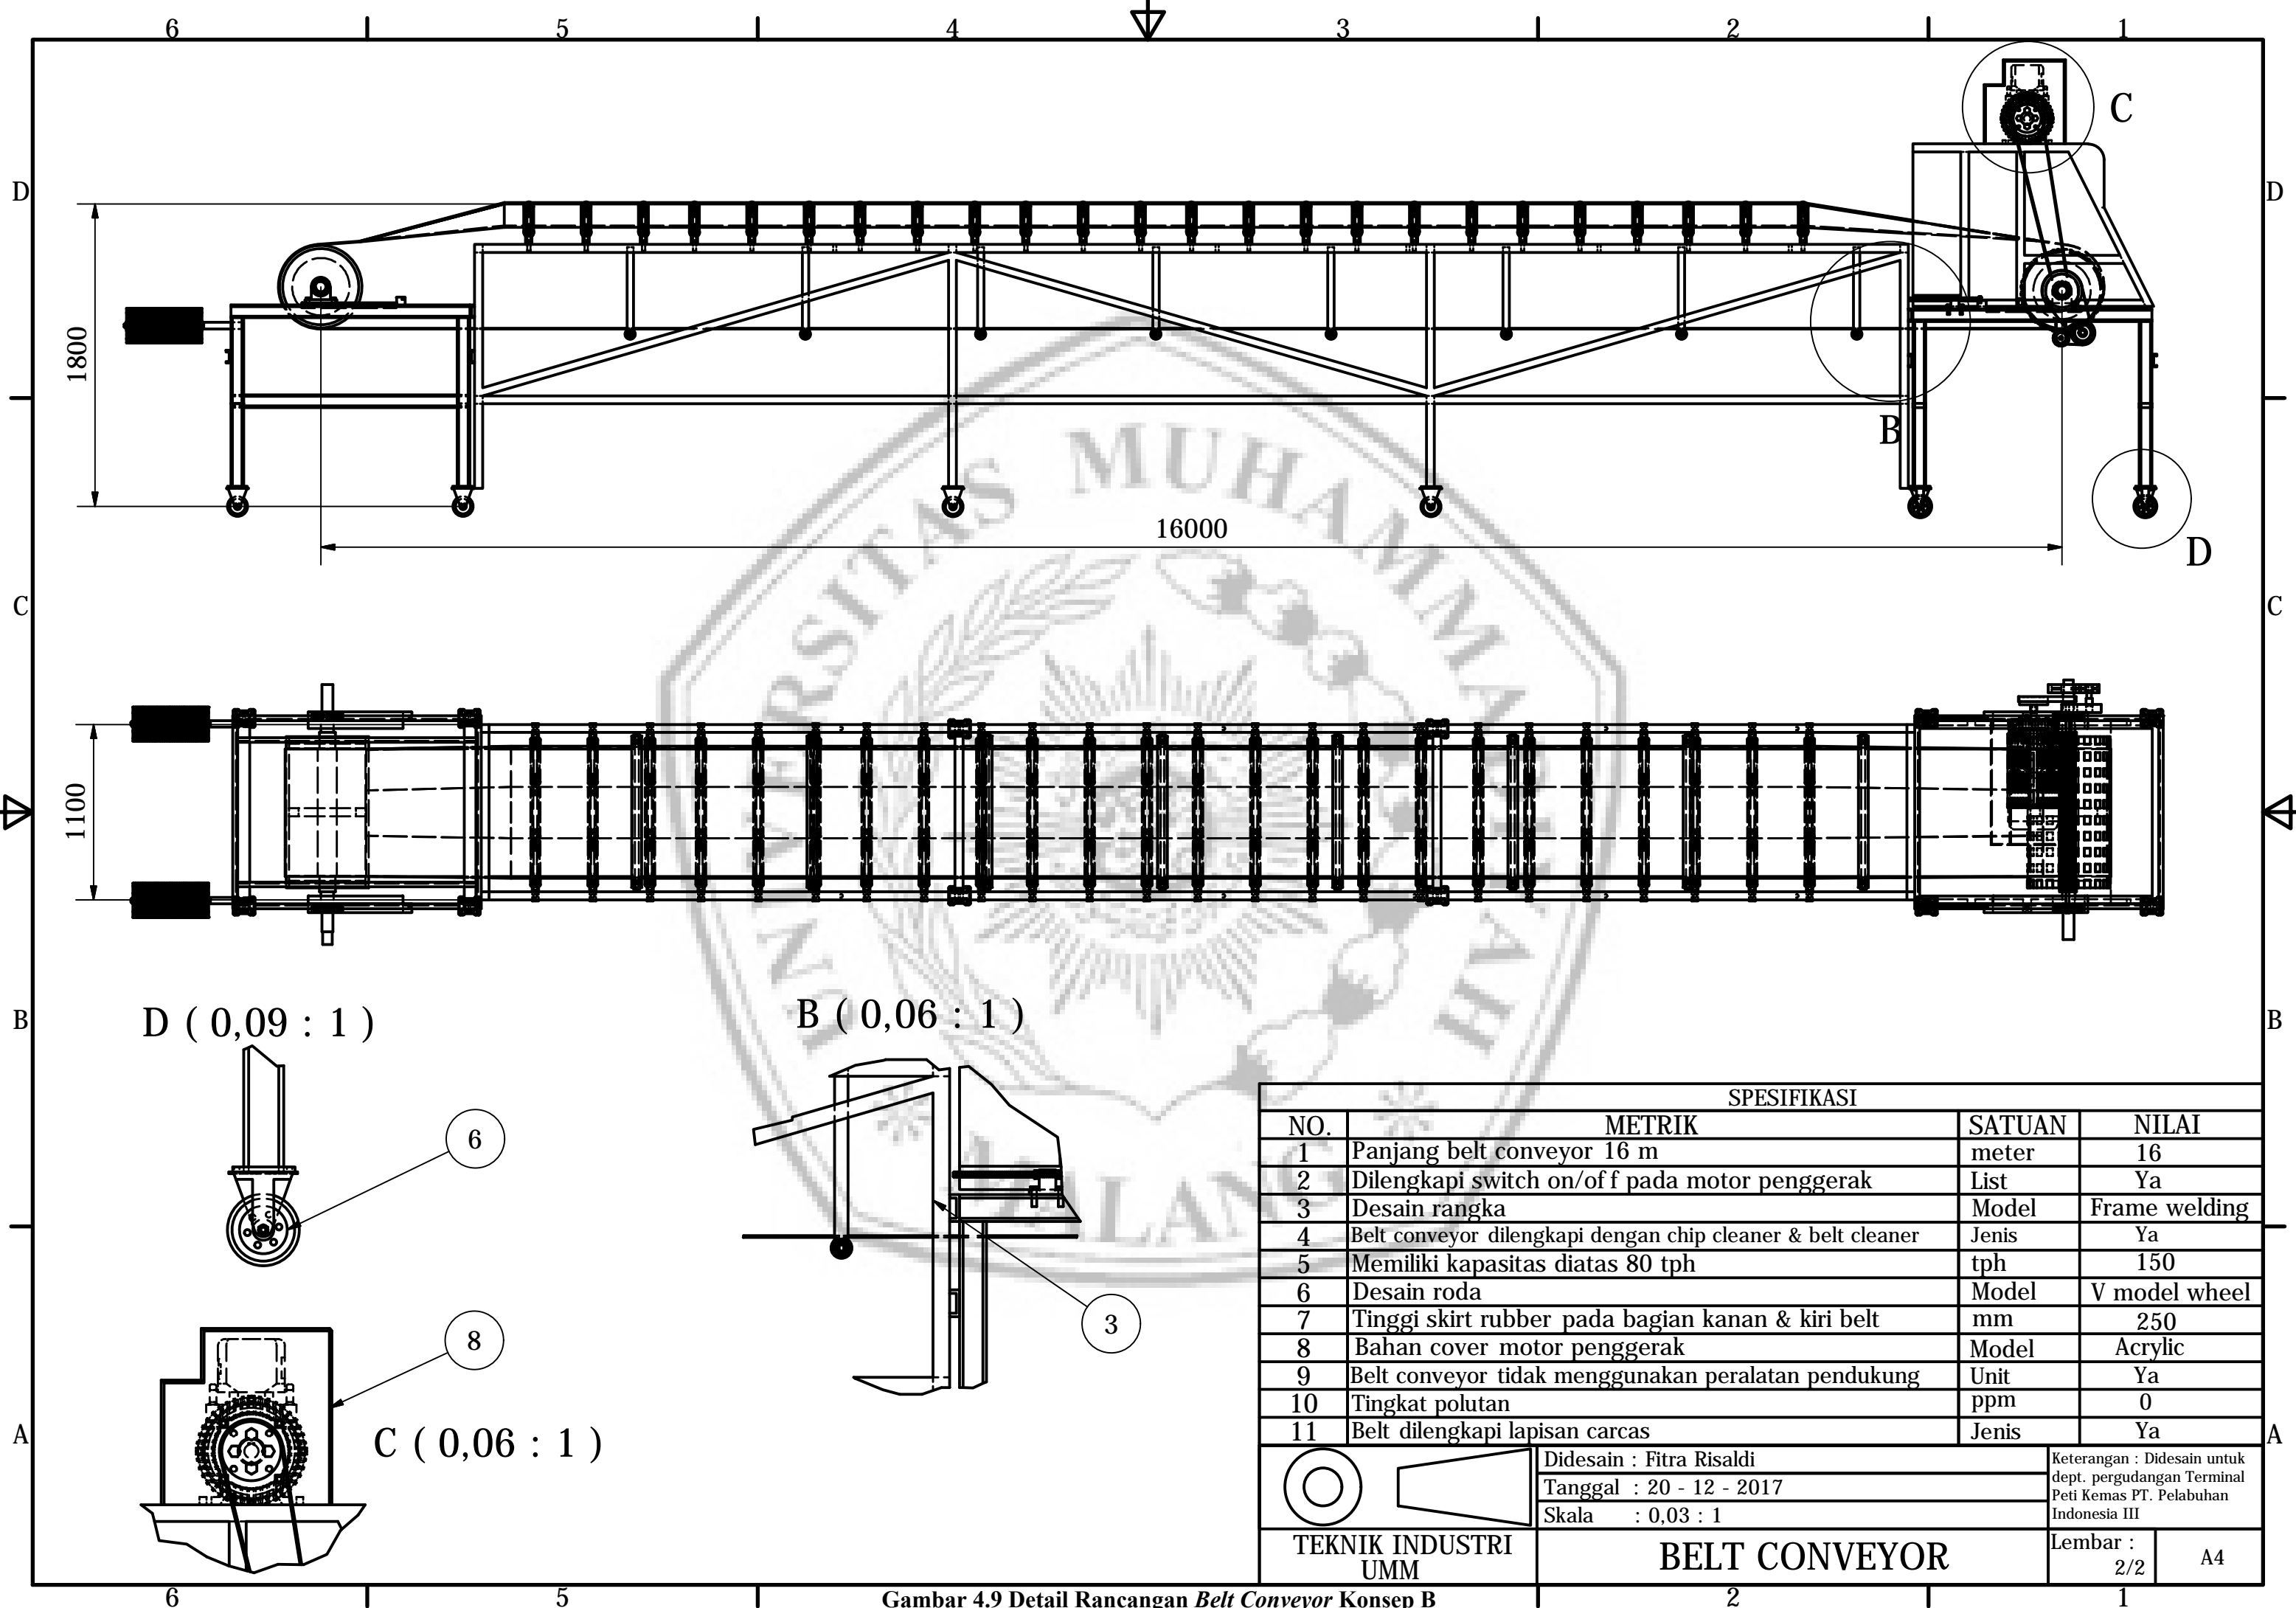 6 5 4 3 2 1
C
D D
1800
B
16000
D
C C
1100
D ( 0,09 : 1 )
B ( 0,06 : 1 )
B B
6
3
8
C ( 0,06 : 1 )
A A
UNIVERSITAS MUHAMMADIYAH
MALANG
SPESIFIKASI
NO. METRIK SATUAN NILAI
1 Panjang belt conveyor 16 m meter 16
2 Dilengkapi switch on/off pada motor penggerak List Ya
3 Desain rangka Model Frame welding
4 Belt conveyor dilengkapi dengan chip cleaner & belt cleaner Jenis Ya
5 Memiliki kapasitas diatas 80 tph tph 150
6 Desain roda Model V model wheel
7 Tinggi skirt rubber pada bagian kanan & kiri belt mm 250
8 Bahan cover motor penggerak Model Acrylic
9 Belt conveyor tidak menggunakan peralatan pendukung Unit Ya
10 Tingkat polutan ppm 0
11 Belt dilengkapi lapisan carcas Jenis Ya
Didesain : Fitra Risaldi
Tanggal : 20 - 12 - 2017
Skala : 0,03 : 1
Keterangan : Didesain untuk
dept. pergudangan Terminal
Peti Kemas PT. Pelabuhan
Indonesia III
TEKNIK INDUSTRI
UMM
BELT CONVEYOR
Lembar :
2/2
A4
6 5 2 1
Gambar 4.9 Detail Rancangan Belt Conveyor Konsep B